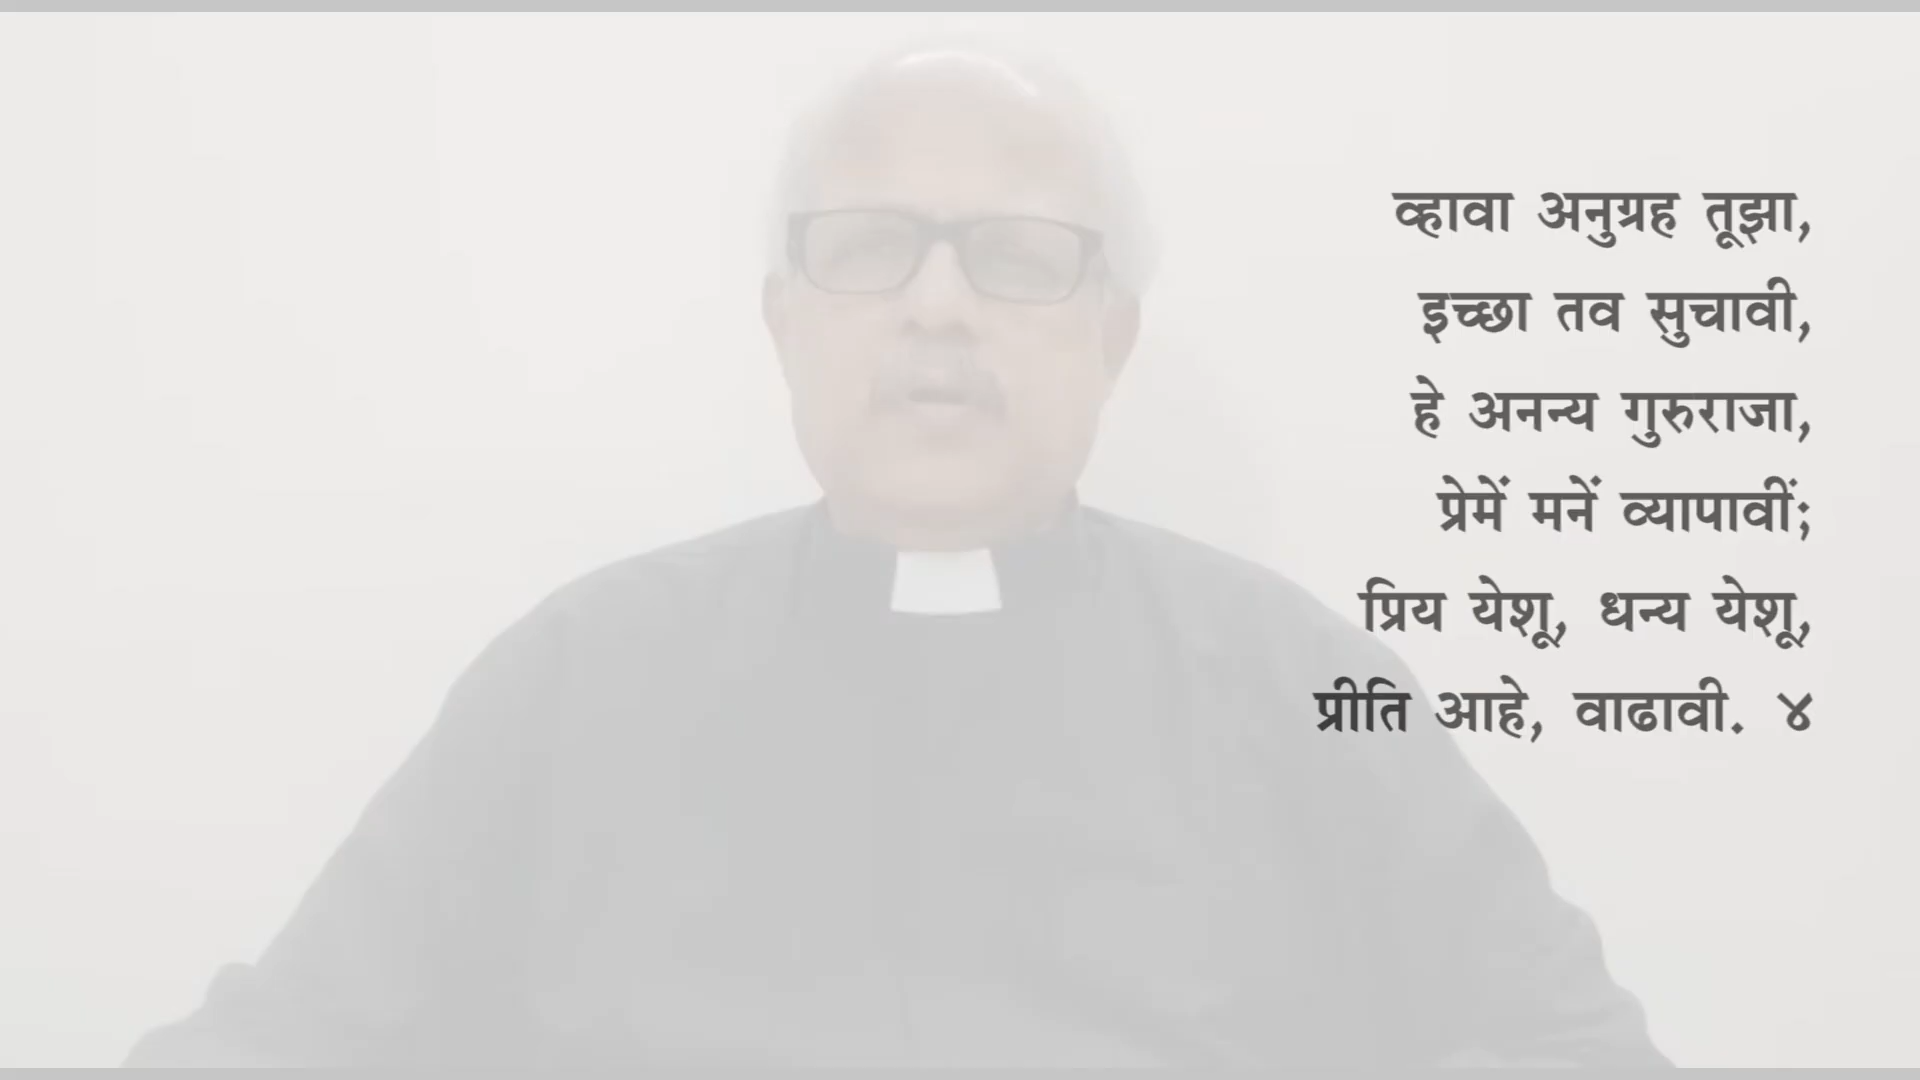 व्हावा अनुग्रह तूझा,
इच्छा तव सुचावी,
हे अनन्य गुरुराजा,
प्रेमें मनें व्यापावीं;
प्रिय येशू, धन्य येशू,
प्रीति आहे, वाढावी. ४